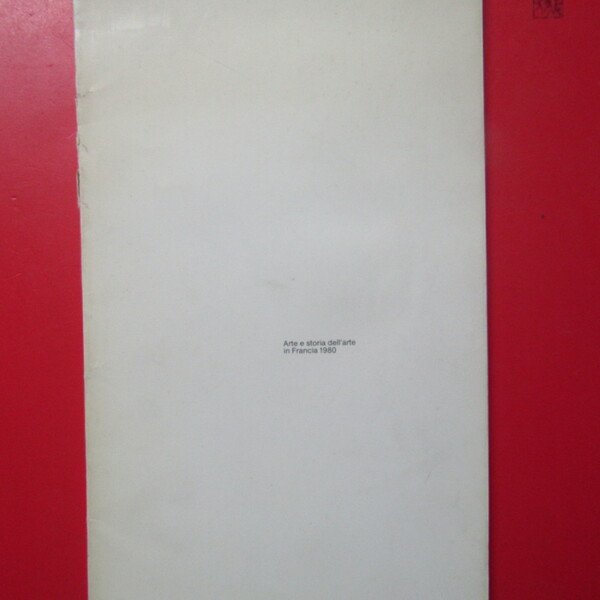 Arte e storia dell'arte
in Francia 1980